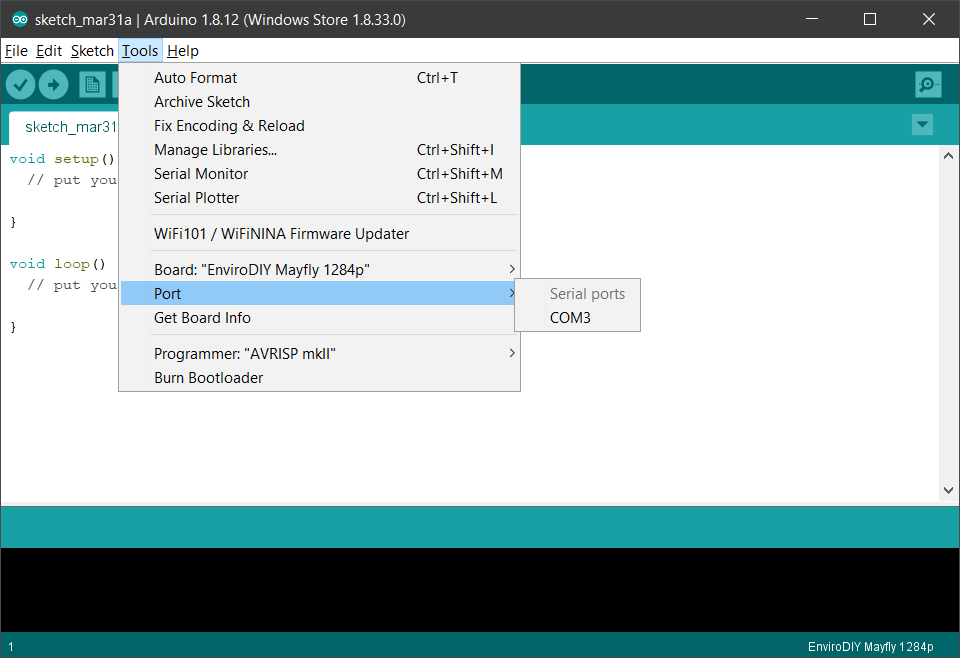 sketch_mar31a | Arduino 1.8.12 (Windows Store 1.8.33.0)
File Edit Sketch Tools Help
Auto Format Ctrl+T
Archive Sketch
Fix Encoding & Reload
Manage Libraries... Ctrl+Shift+I
Serial Monitor Ctrl+Shift+M
Serial Plotter Ctrl+Shift+L
WiFi101 / WiFiNINA Firmware Updater
Board: "EnviroDIY Mayfly 1284p"
Port
Get Board Info
Programmer: "AVRISP mkII"
Burn Bootloader
Serial ports
COM3
sketch_mar31
void setup()
// put you
}
void loop()
// put you
}
1 EnviroDIY Mayfly 1284p